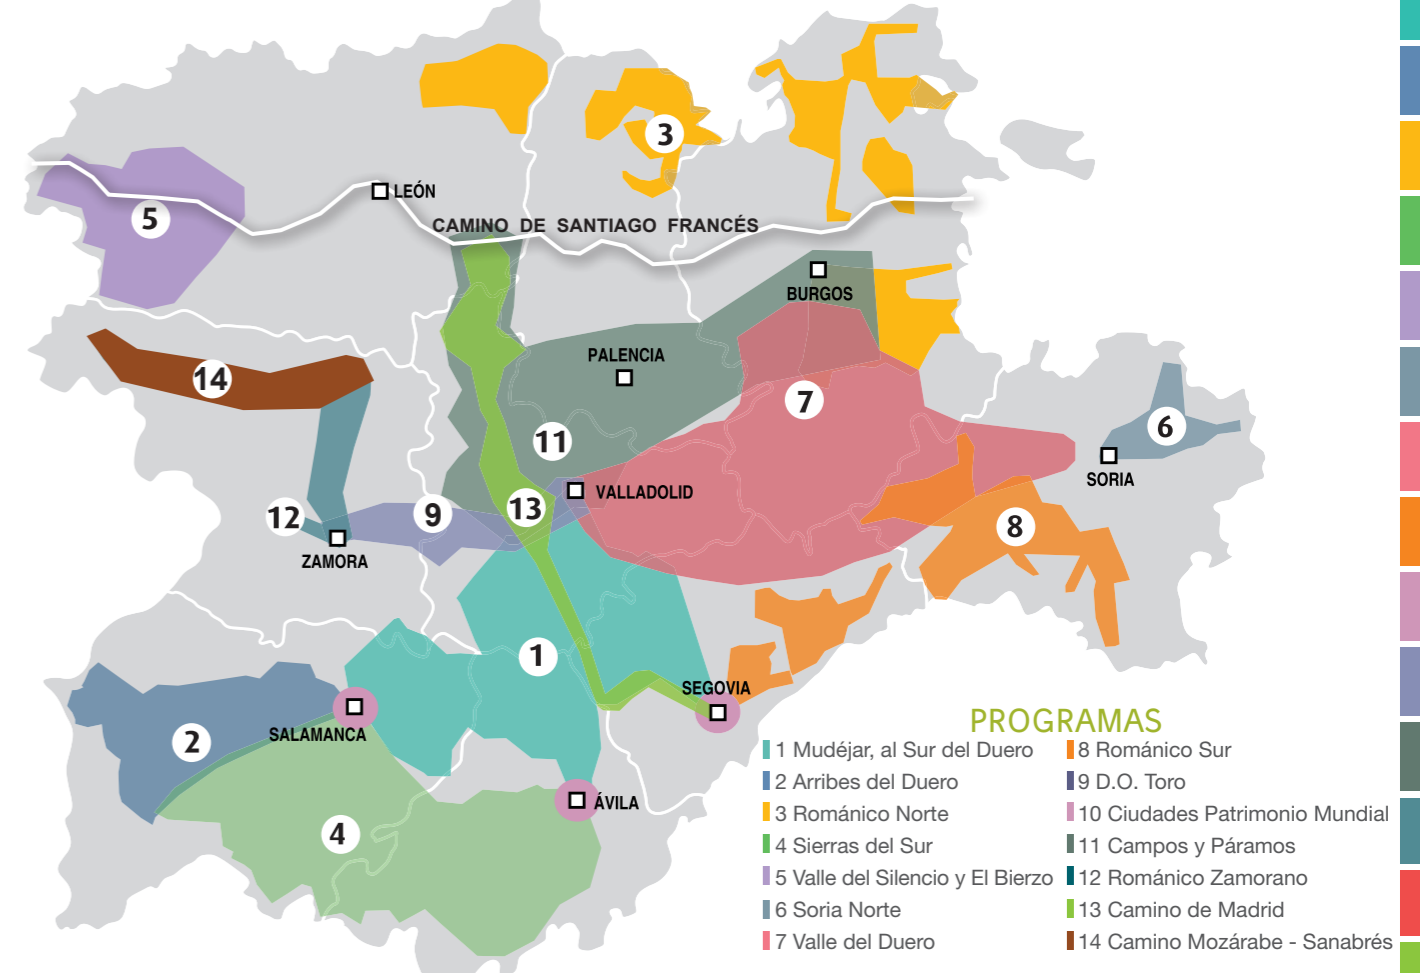 3
LEÓN
5
CAMINO DE SANTIAGO FRANCÉS
BURGOS
PALENCIA
14
7
6
11
SORIA
VALLADOLID
13
9
12
8
ZAMORA
1
SEGOVIA
SALAMANCA
2
ÁVILA
4
PROGRAMAS
1 Mudéjar, al Sur del Duero
2 Arribes del Duero
3 Románico Norte
4 Sierras del Sur
5 Valle del Silencio y El Bierzo
6 Soria Norte
7 Valle del Duero
8 Románico Sur
9 D.O. Toro
10 Ciudades Patrimonio Mundial
11 Campos y Páramos
12 Románico Zamorano
13 Camino de Madrid
14 Camino Mozárabe - Sanabrés